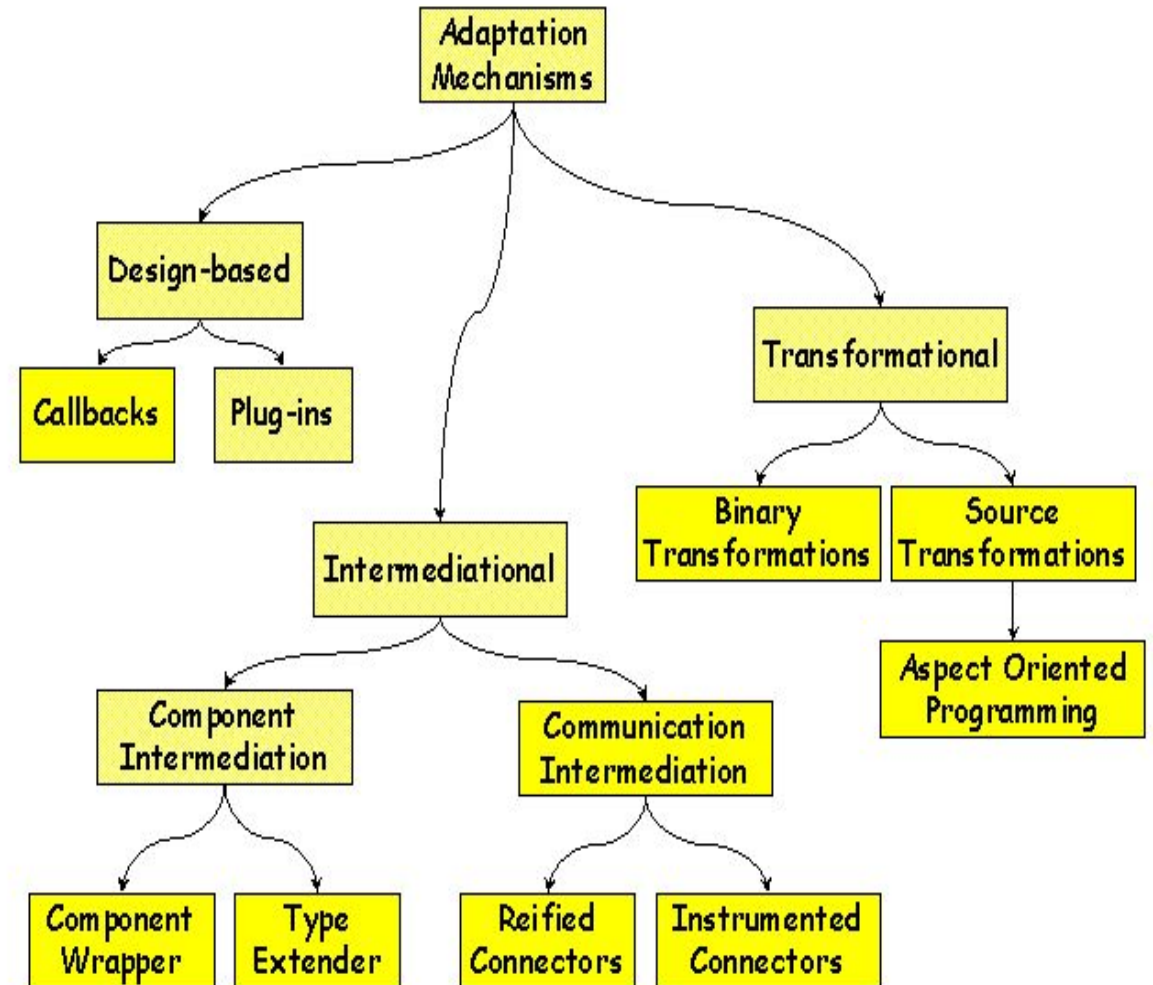 Adaptation
Mechanisms
Design-based
Callbacks
Plug-ins
Transformational
Binary
Transformations
Source
Transformations
Aspect Oriented
Programming
Intermediational
Component
Intermediation
Communication
Intermediation
Component
Wrapper
Type
Extender
Reified
Connectors
Instrumented
Connectors